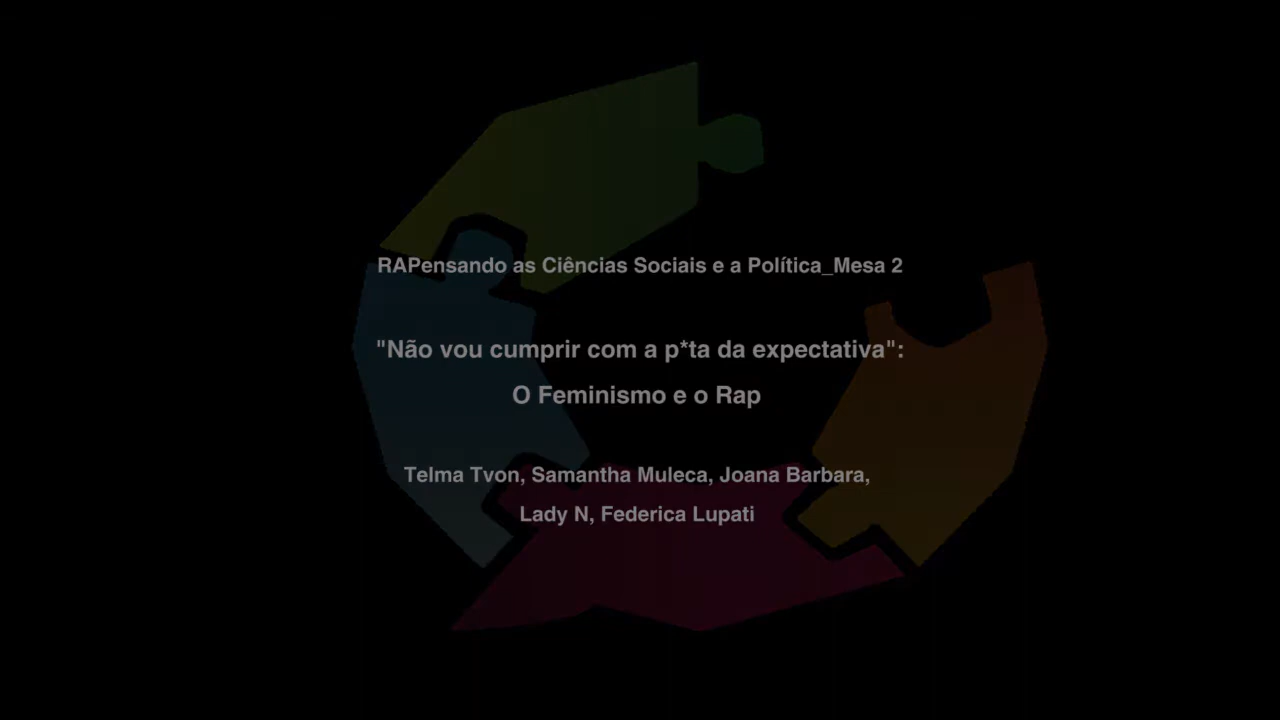 RAPensando as Ciências Sociais e a Política_Mesa 2
"Não vou cumprir com a p*ta da expectativa":
O Feminismo e o Rap
Telma Tvon, Samantha Muleca, Joana Barbara,
Lady N, Federica Lupati